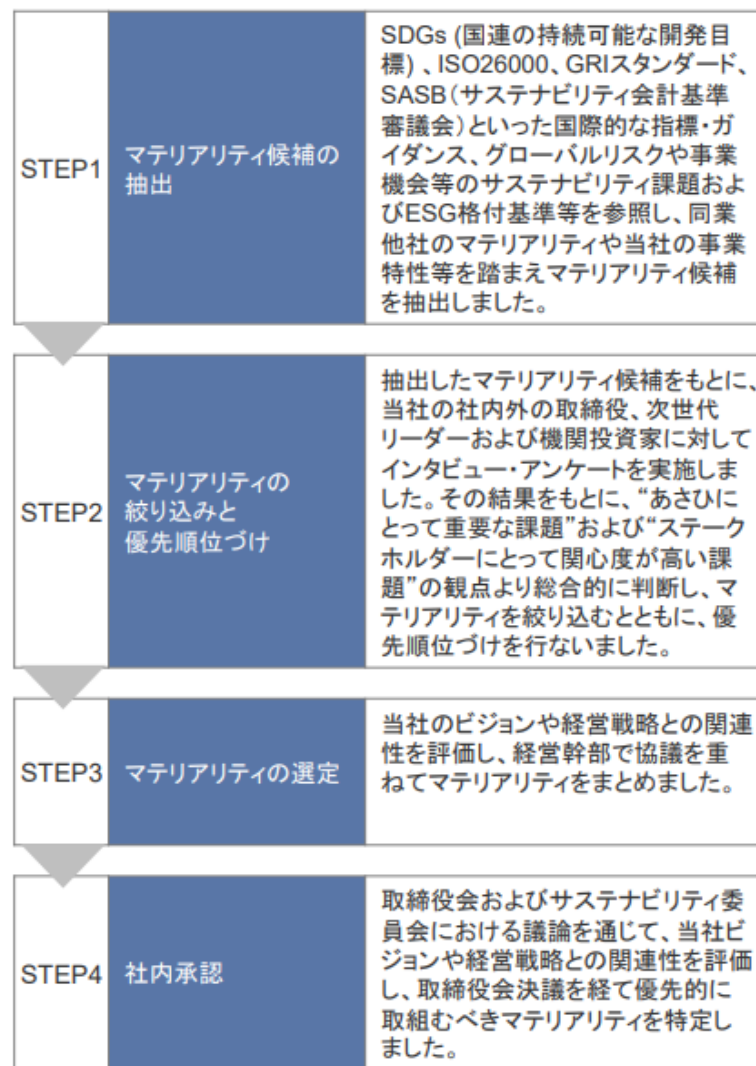 STEP1
マテリアリティ候補の
抽出
SDGs (国連の持続可能な開発目
標) 、ISO26000、GRIスタンダード、
SASB(サステナビリティ会計基準
審議会)といった国際的な指標・ガ
イダンス、グローバルリスクや事業
機会等のサステナビリティ課題およ
びESG格付基準等を参照し、同業
他社のマテリアリティや当社の事業
特性等を踏まえマテリアリティ候補
を抽出しました。
STEP2
マテリアリティの
絞り込みと
優先順位づけ
抽出したマテリアリティ候補をもとに、
当社の社内外の取締役、次世代
リーダーおよび機関投資家に対して
インタビュー・アンケートを実施しま
した。その結果をもとに、“あさひに
とって重要な課題”および“ステーク
ホルダーにとって関心度が高い課
題”の観点より総合的に判断し、マ
テリアリティを絞り込むとともに、優
先順位づけを行ないました。
STEP3
マテリアリティの選定
当社のビジョンや経営戦略との関連
性を評価し、経営幹部で協議を重
ねてマテリアリティをまとめました。
STEP4
社内承認
取締役会およびサステナビリティ委
員会における議論を通じて、当社ビ
ジョンや経営戦略との関連性を評価
し、取締役会決議を経て優先的に
取組むべきマテリアリティを特定し
ました。